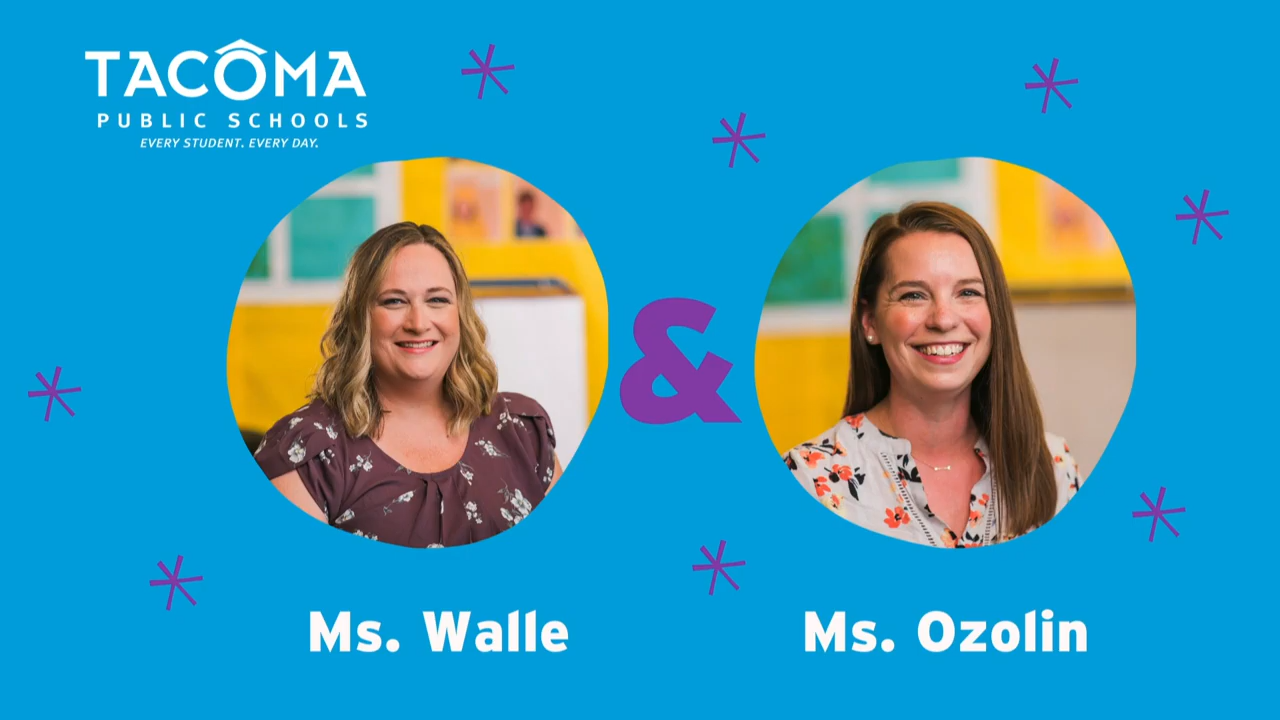 TACOMA
PUBLIC SCHOOLS
EVERY STUDENT. EVERY DAY.
&
Ms. Walle
Ms. Ozolin